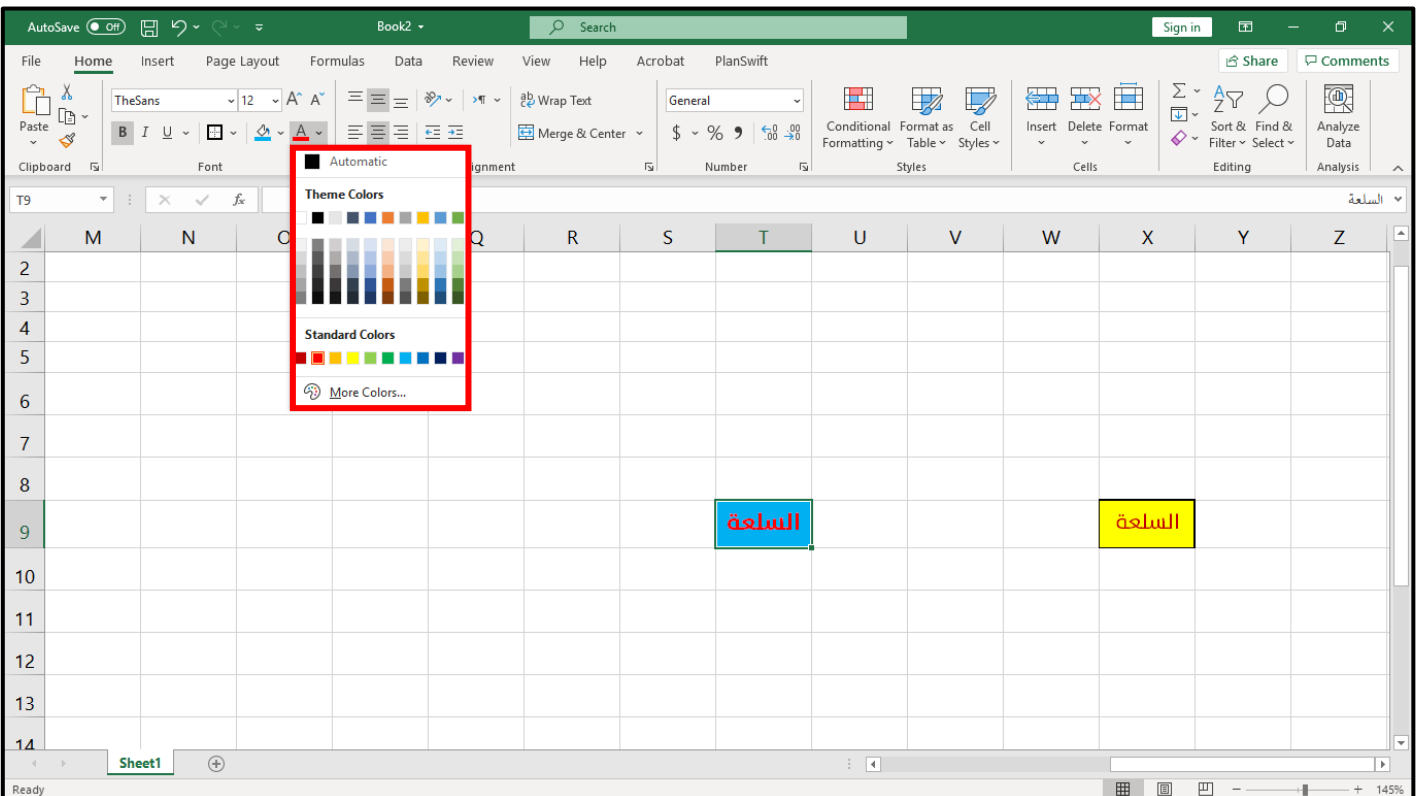 AutoSave Off Book2 Search Sign in
File Home Insert Page Layout Formulas Data Review View Help Acrobat PlanSwift Share Comments
Paste TheSans 12 A A Wrap Text General Conditional Formatting Format as Table Cell Styles Insert Delete Format Sort & Filter Find & Select Analyze Data
B I U A Merge & Center $ % 9 .00
Clipboard Font ignment Number Styles Cells Editing Analysis
Automatic
Theme Colors
Standard Colors
More Colors...
T9 fx السلعة
M N O Q R S T U V W X Y Z
2
3
4
5
6
7
8
9 السلعة السلعة
10
11
12
13
14
Sheet1
Ready 145%